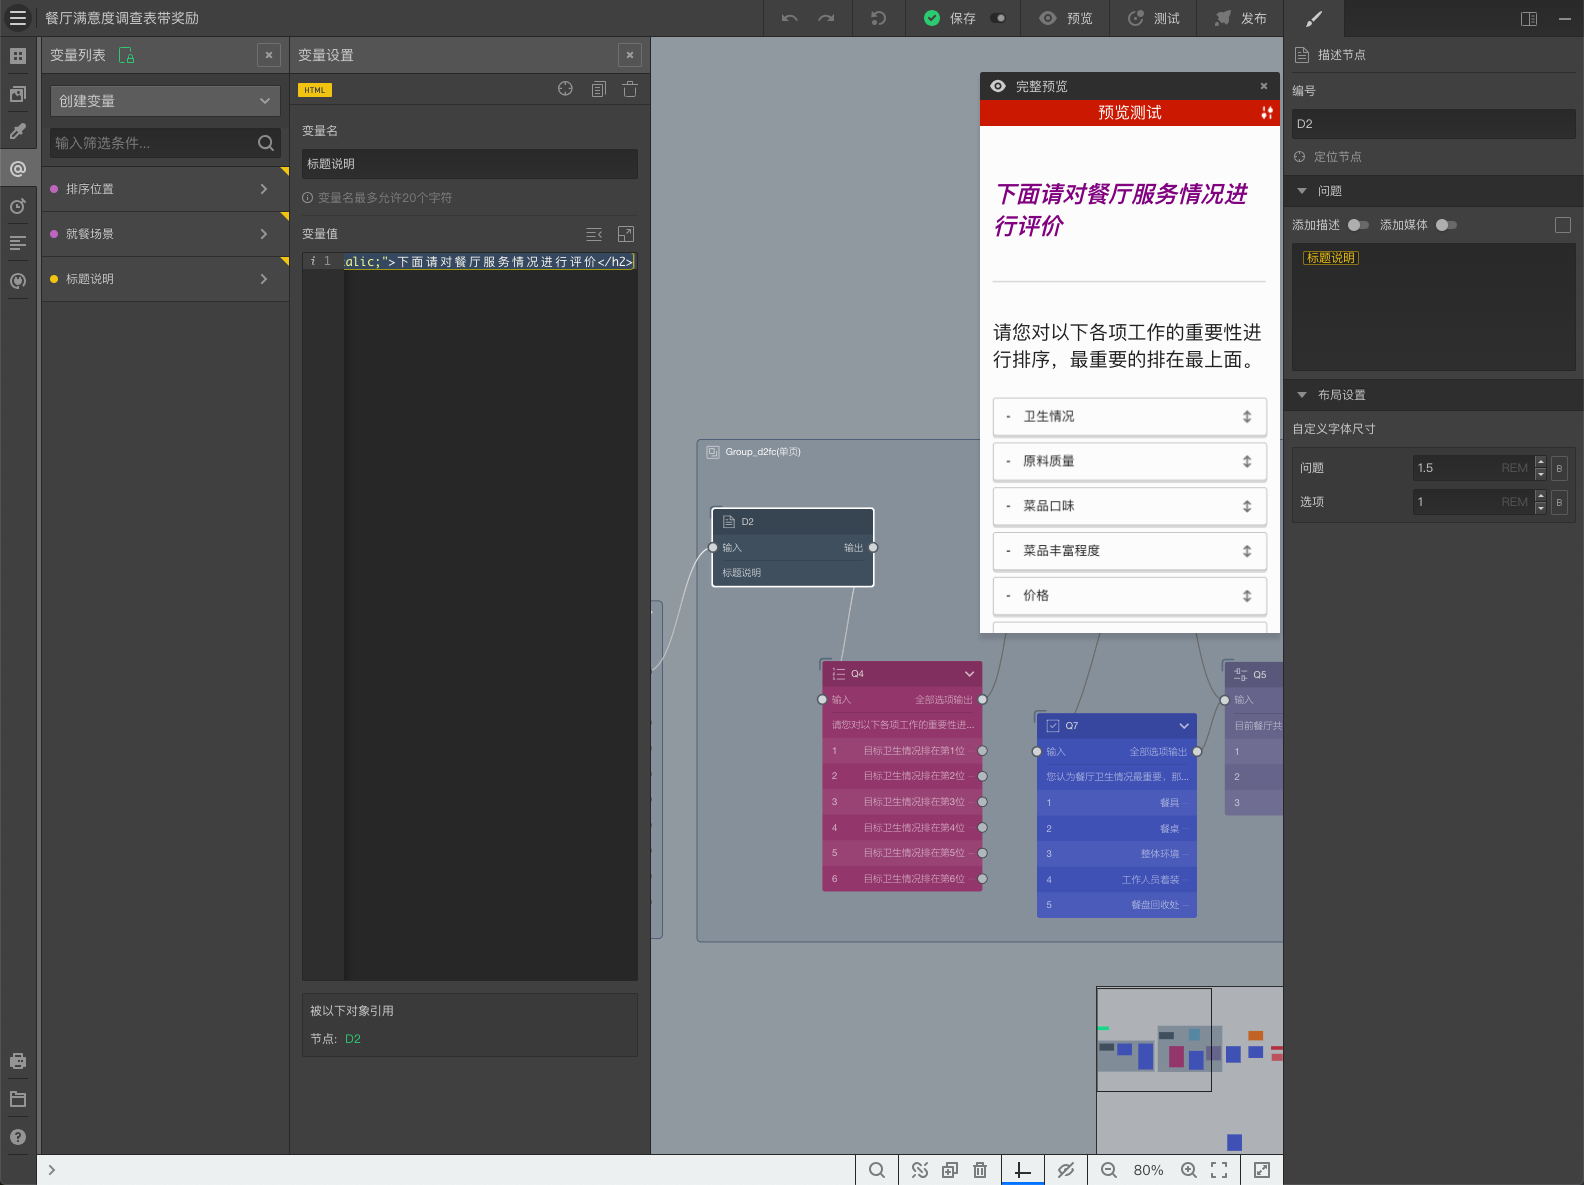 餐厅满意度调查表带奖励
保存
预览
测试
发布
变量列表
创建变量
输入筛选条件...
排序位置
就餐场景
标题说明
变量设置
HTML
变量名
标题说明
变量名最多允许20个字符
变量值
i 1 alic;">下面请对餐厅服务情况进行评价</h2>
被以下对象引用
节点: D2
Group_d2fc(单页)
D2
输入 输出
标题说明
Q4
输入 全部选项输出
请您对以下各项工作的重要性进...
1 目标卫生情况排在第1位
2 目标卫生情况排在第2位
3 目标卫生情况排在第3位
4 目标卫生情况排在第4位
5 目标卫生情况排在第5位
6 目标卫生情况排在第6位
Q7
输入 全部选项输出
您认为餐厅卫生情况最重要，那...
1 餐具
2 餐桌
3 整体环境
4 工作人员着装
5 餐盘回收处
Q5
输入
目前餐厅共
1
2
3
完整预览
预览测试
下面请对餐厅服务情况进
行评价
请您对以下各项工作的重要性进
行排序，最重要的排在最上面。
- 卫生情况
- 原料质量
- 菜品口味
- 菜品丰富程度
- 价格
80%
描述节点
编号
D2
定位节点
问题
添加描述 添加媒体
标题说明
布局设置
自定义字体尺寸
问题 1.5 REM B
选项 1 REM B